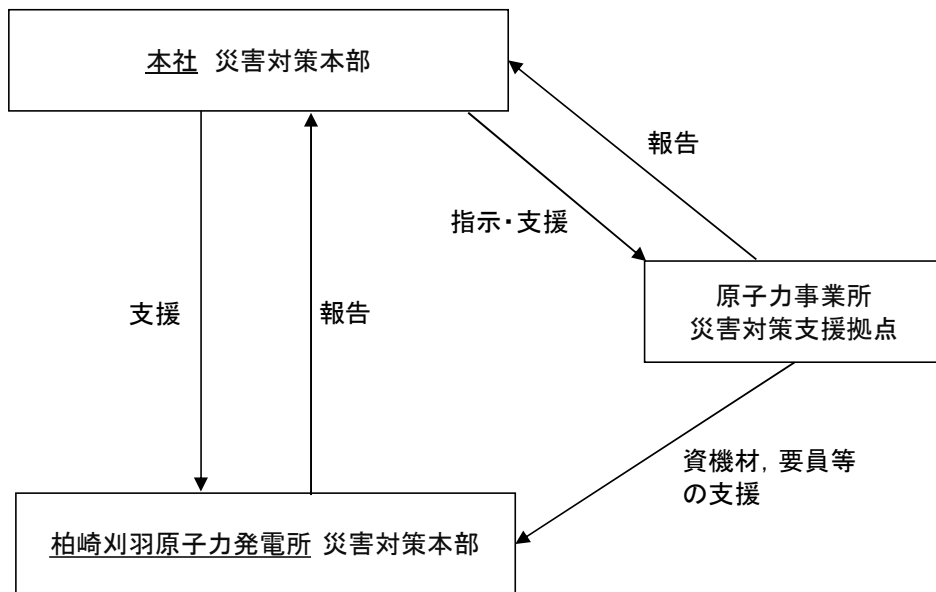 本社 災害対策本部
報告
指示・支援
原子力事業所
災害対策支援拠点
支援
報告
資機材，要員等
の支援
柏崎刈羽原子力発電所 災害対策本部